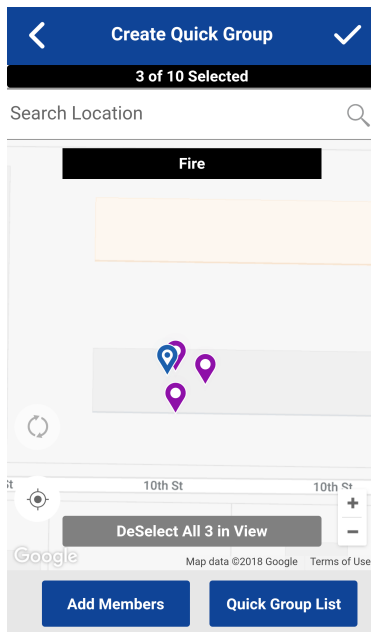 Create Quick Group
3 of 10 Selected
Search Location
Fire
St
10th St
10th St
DeSelect All 3 in View
Google
Map data ©2018 Google Terms of Use
Add Members
Quick Group List